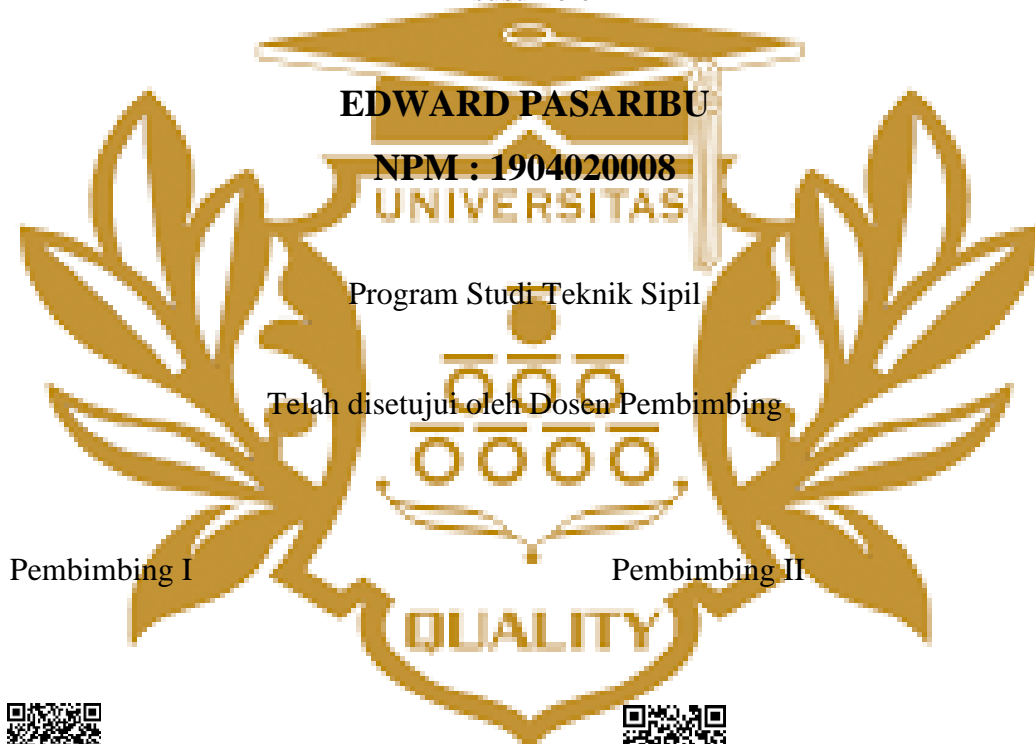 EDWARD PASARIBU
NPM : 1904020008
UNIVERSITAS
Program Studi Teknik Sipil
Telah disetujui oleh Dosen Pembimbing
Pembimbing I Pembimbing II
QUALITY